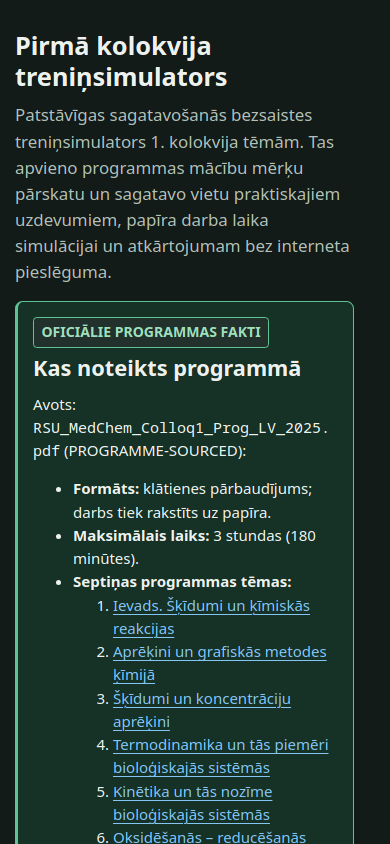 Pirmā kolokvija
treniņsimulators
Patstāvīgas sagatavošanās bezsaistes
treniņsimulators 1. kolokvija tēmām. Tas
apvieno programmas mācību mērķu
pārskatu un sagatavo vietu praktiskajiem
uzdevumiem, papīra darba laika
simulācijai un atkārtojumam bez interneta
pieslēguma.
OFICIĀLIE PROGRAMMAS FAKTI
Kas noteikts programmā
Avots:
RSU_MedChem_Colloq1_Prog_LV_2025.
pdf (PROGRAMME-SOURCED):
• Formāts: klātienes pārbaudījums;
darbs tiek rakstīts uz papīra.
• Maksimālais laiks: 3 stundas (180
minūtes).
• Septiņas programmas tēmas:
1. Ievads. Šķīdumi un ķīmiskās
reakcijas
2. Aprēķini un grafiskās metodes
ķīmijā
3. Šķīdumi un koncentrāciju
aprēķini
4. Termodinamika un tās piemēri
bioloģiskajās sistēmās
5. Kinētika un tās nozīme
bioloģiskajās sistēmās
6. Oksidēšanās – reducēšanās